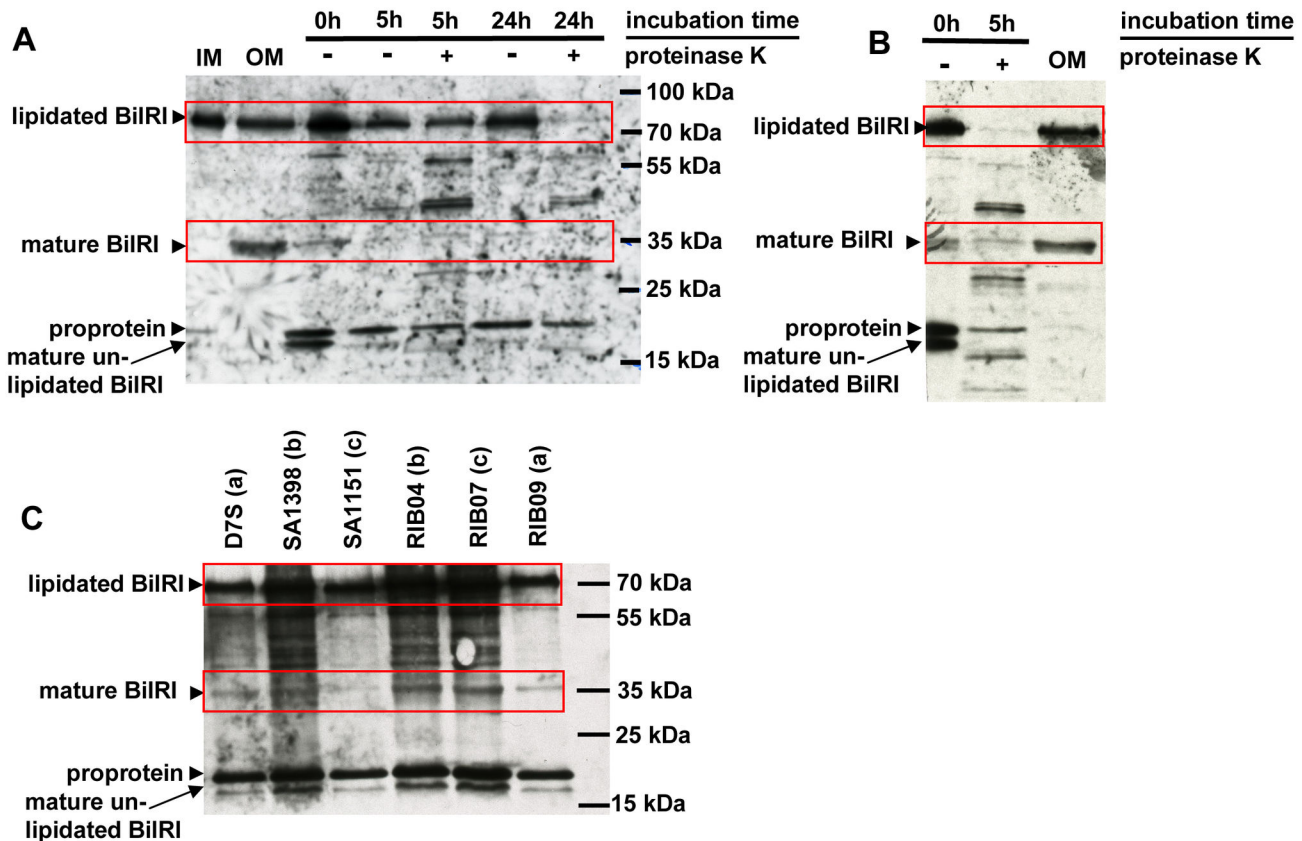 A
0h 5h 5h 24h 24h incubation time
IM OM - - + - + proteinase K
lipidated BilRI
100 kDa
70 kDa
55 kDa
mature BilRI
35 kDa
25 kDa
proprotein
mature un-
lipidated BilRI
15 kDa
B
0h 5h incubation time
- + OM proteinase K
lipidated BilRI
mature BilRI
proprotein
mature un-
lipidated BilRI
C
D7S (a)
SA1398 (b)
SA1151 (c)
RIB04 (b)
RIB07 (c)
RIB09 (a)
lipidated BilRI
70 kDa
55 kDa
mature BilRI
35 kDa
25 kDa
proprotein
mature un-
lipidated BilRI
15 kDa